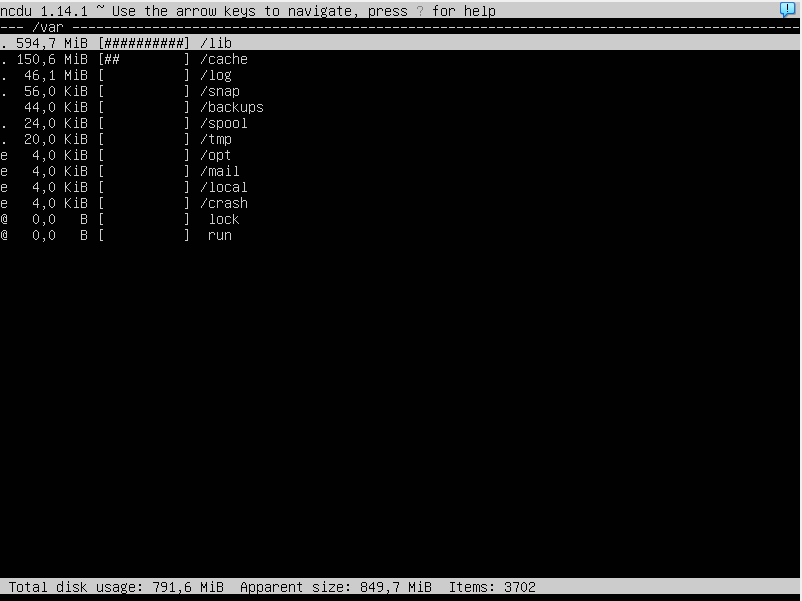 ncdu 1.14.1 ~ Use the arrow keys to navigate, press ? for help
--- /var -------------------------------------------------------------------------------------------
. 594,7 MiB [##########] /lib
. 150,6 MiB [##        ] /cache
.  46,1 MiB [          ] /log
.  56,0 KiB [          ] /snap
   44,0 KiB [          ] /backups
.  24,0 KiB [          ] /spool
.  20,0 KiB [          ] /tmp
e   4,0 KiB [          ] /opt
e   4,0 KiB [          ] /mail
e   4,0 KiB [          ] /local
e   4,0 KiB [          ] /crash
@   0,0   B [          ]  lock
@   0,0   B [          ]  run
Total disk usage: 791,6 MiB  Apparent size: 849,7 MiB  Items: 3702